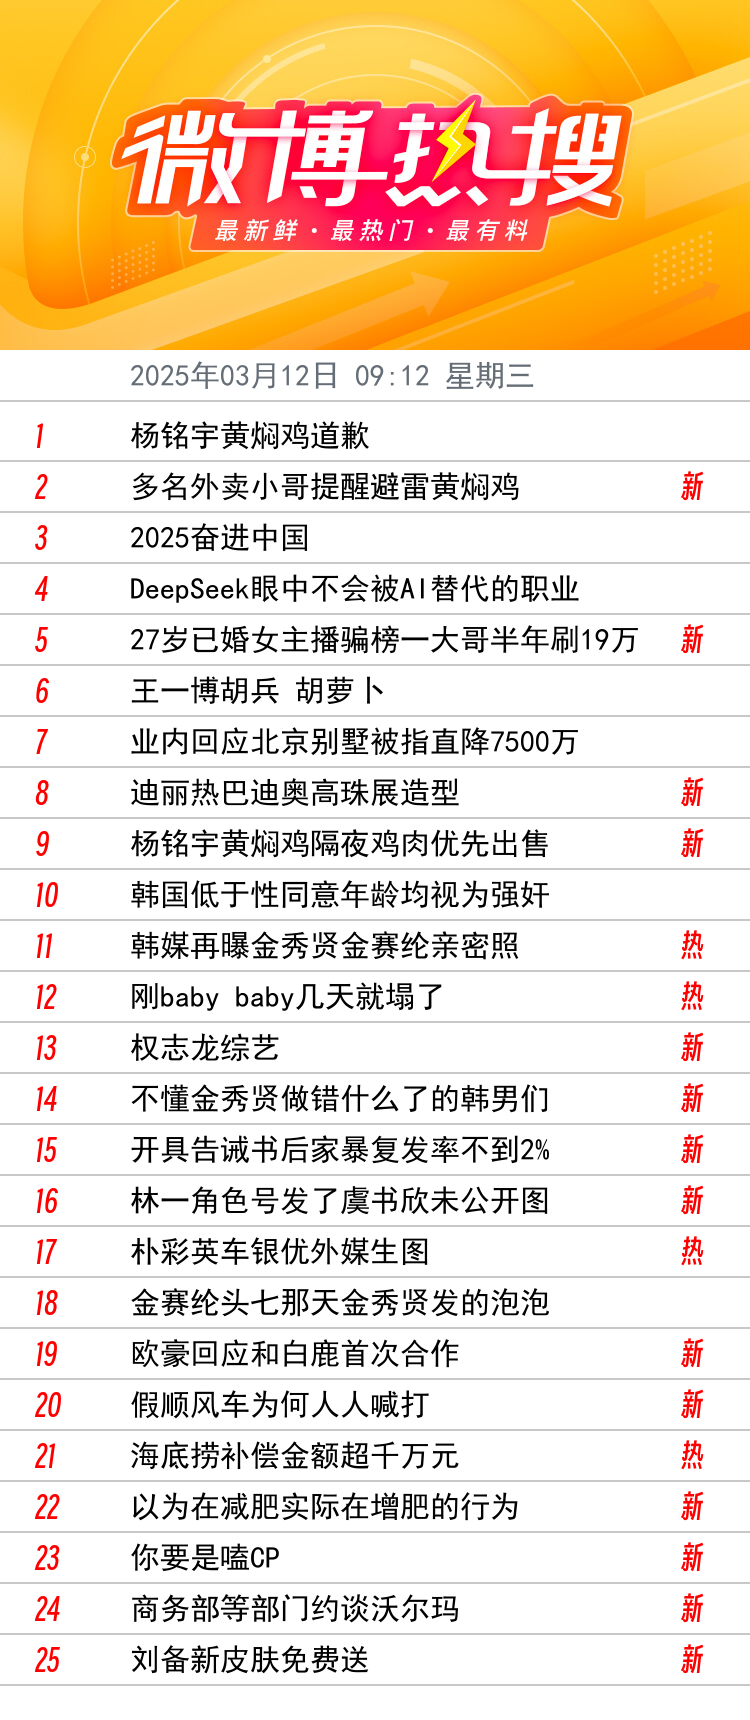 微博热搜
最新鲜·最热门·最有料
2025年03月12日 09:12 星期三
1 杨铭宇黄焖鸡道歉
2 多名外卖小哥提醒避雷黄焖鸡 新
3 2025奋进中国
4 DeepSeek眼中不会被AI替代的职业
5 27岁已婚女主播骗榜一大哥半年刷19万 新
6 王一博胡兵 胡萝卜
7 业内回应北京别墅被指直降7500万
8 迪丽热巴迪奥高珠展造型 新
9 杨铭宇黄焖鸡隔夜鸡肉优先出售 新
10 韩国低于性同意年龄均视为强奸
11 韩媒再曝金秀贤金赛纶亲密照 热
12 刚baby baby几天就塌了 热
13 权志龙综艺 新
14 不懂金秀贤做错什么了的韩男们 新
15 开具告诫书后家暴复发率不到2% 新
16 林一角色号发了虞书欣未公开图 新
17 朴彩英车银优外媒生图 热
18 金赛纶头七那天金秀贤发的泡泡
19 欧豪回应和白鹿首次合作 新
20 假顺风车为何人人喊打 新
21 海底捞补偿金额超千万元 热
22 以为在减肥实际在增肥的行为 新
23 你要是嗑CP 新
24 商务部等部门约谈沃尔玛 新
25 刘备新皮肤免费送 新